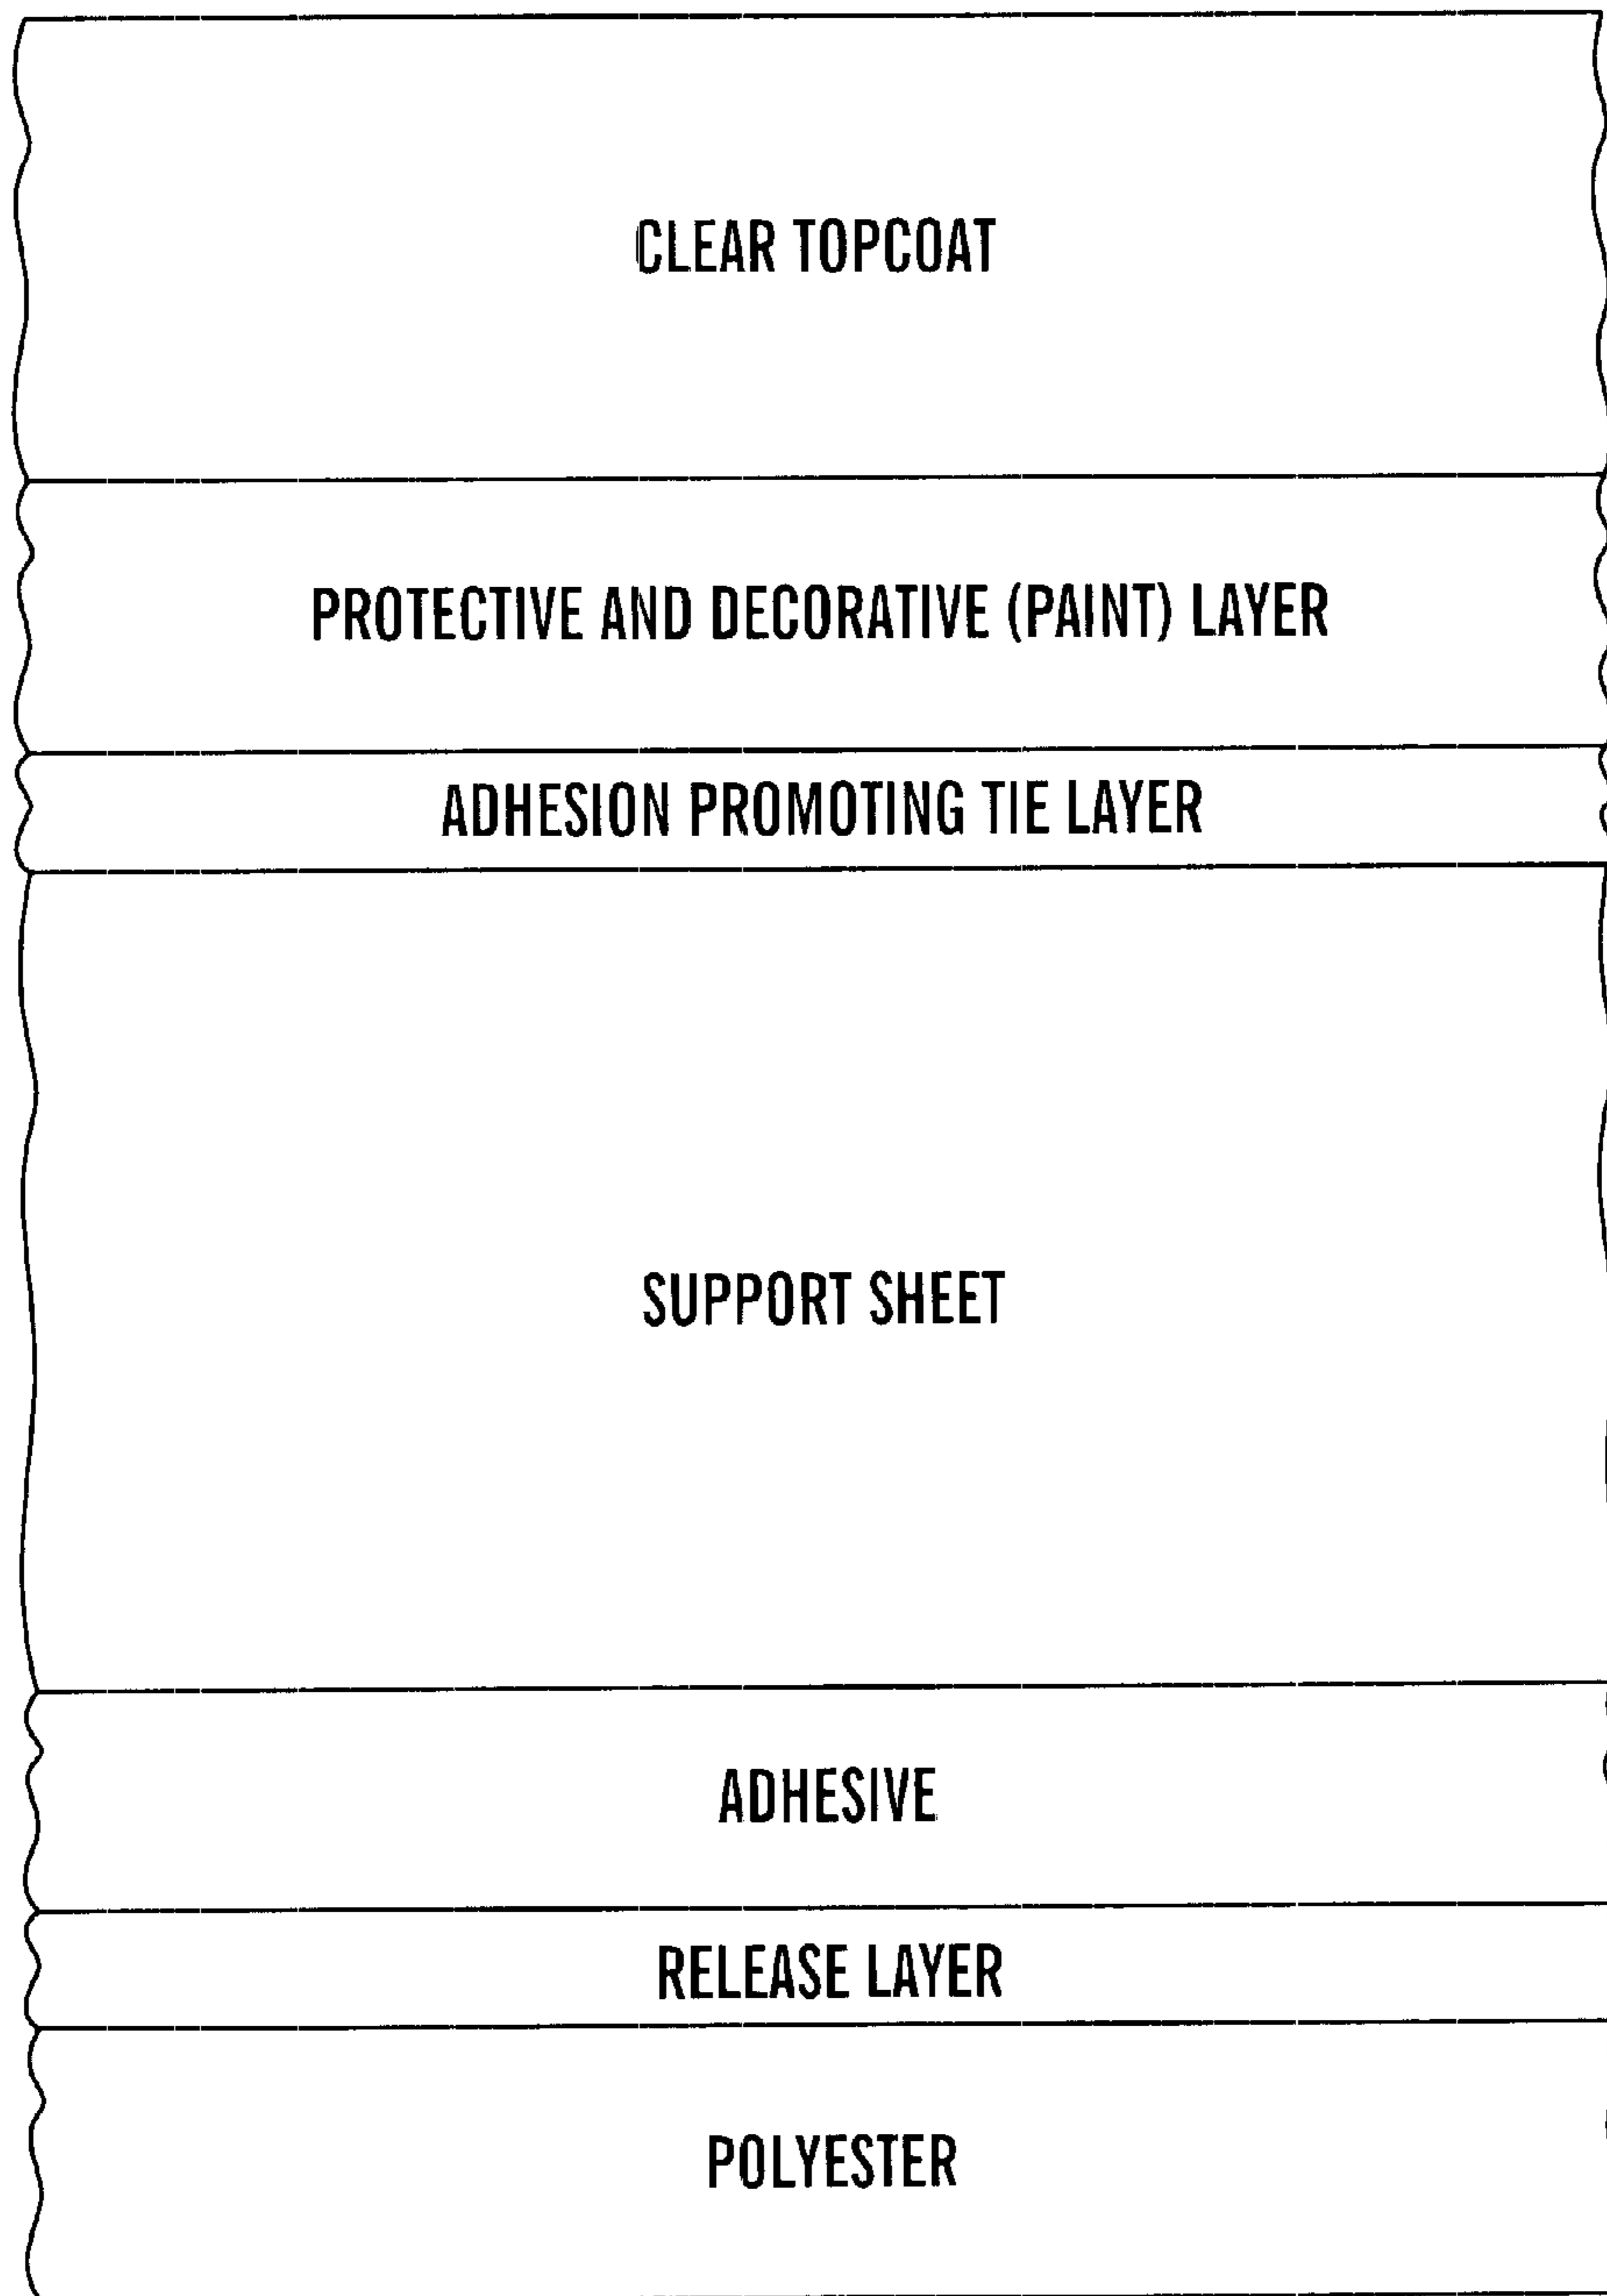 CLEAR TOPCOAT
PROTECTIVE AND DECORATIVE (PAINT) LAYER
ADHESION PROMOTING TIE LAYER
SUPPORT SHEET
ADHESIVE
RELEASE LAYER
POLYESTER